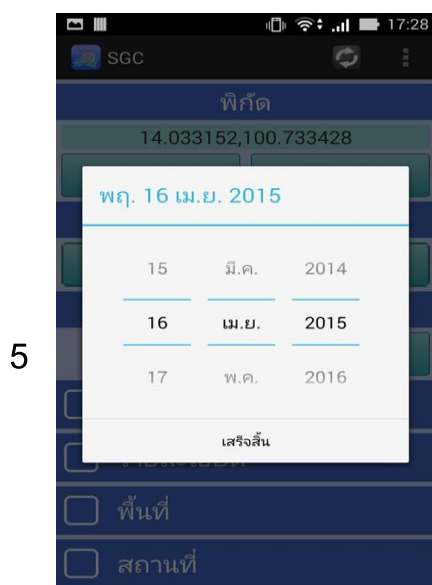 17:28
SGC
พิกัด
14.033152,100.733428
พฤ. 16 เม.ย. 2015
15 มี.ค. 2014
16 เม.ย. 2015
17 พ.ค. 2016
5
เสร็จสิ้น
พื้นที่
สถานที่